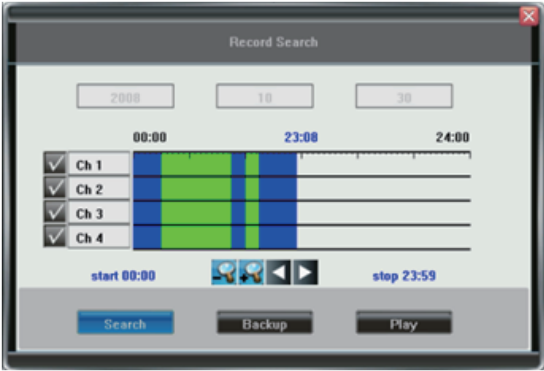 Record Search
2008 10 30
00:00 23:08 24:00
Ch 1
Ch 2
Ch 3
Ch 4
start 00:00 stop 23:59
Search Backup Play